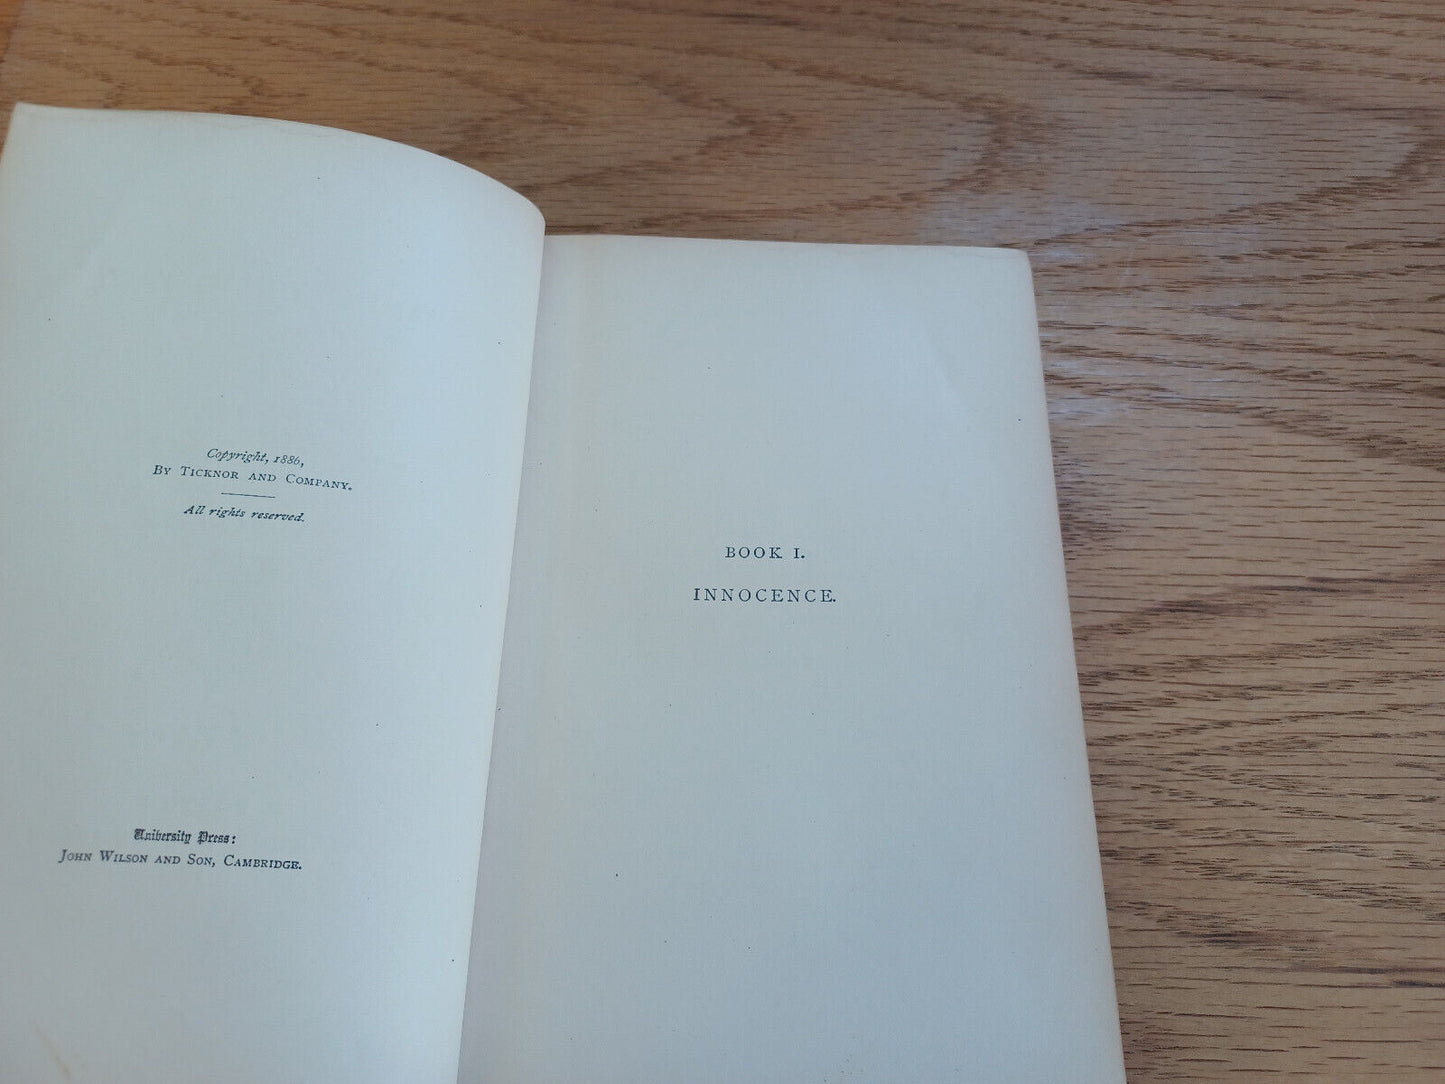 Copyright, 1886,
By Ticknor and Company.
All rights reserved.
University Press:
John Wilson and Son, Cambridge.
BOOK I.
INNOCENCE.